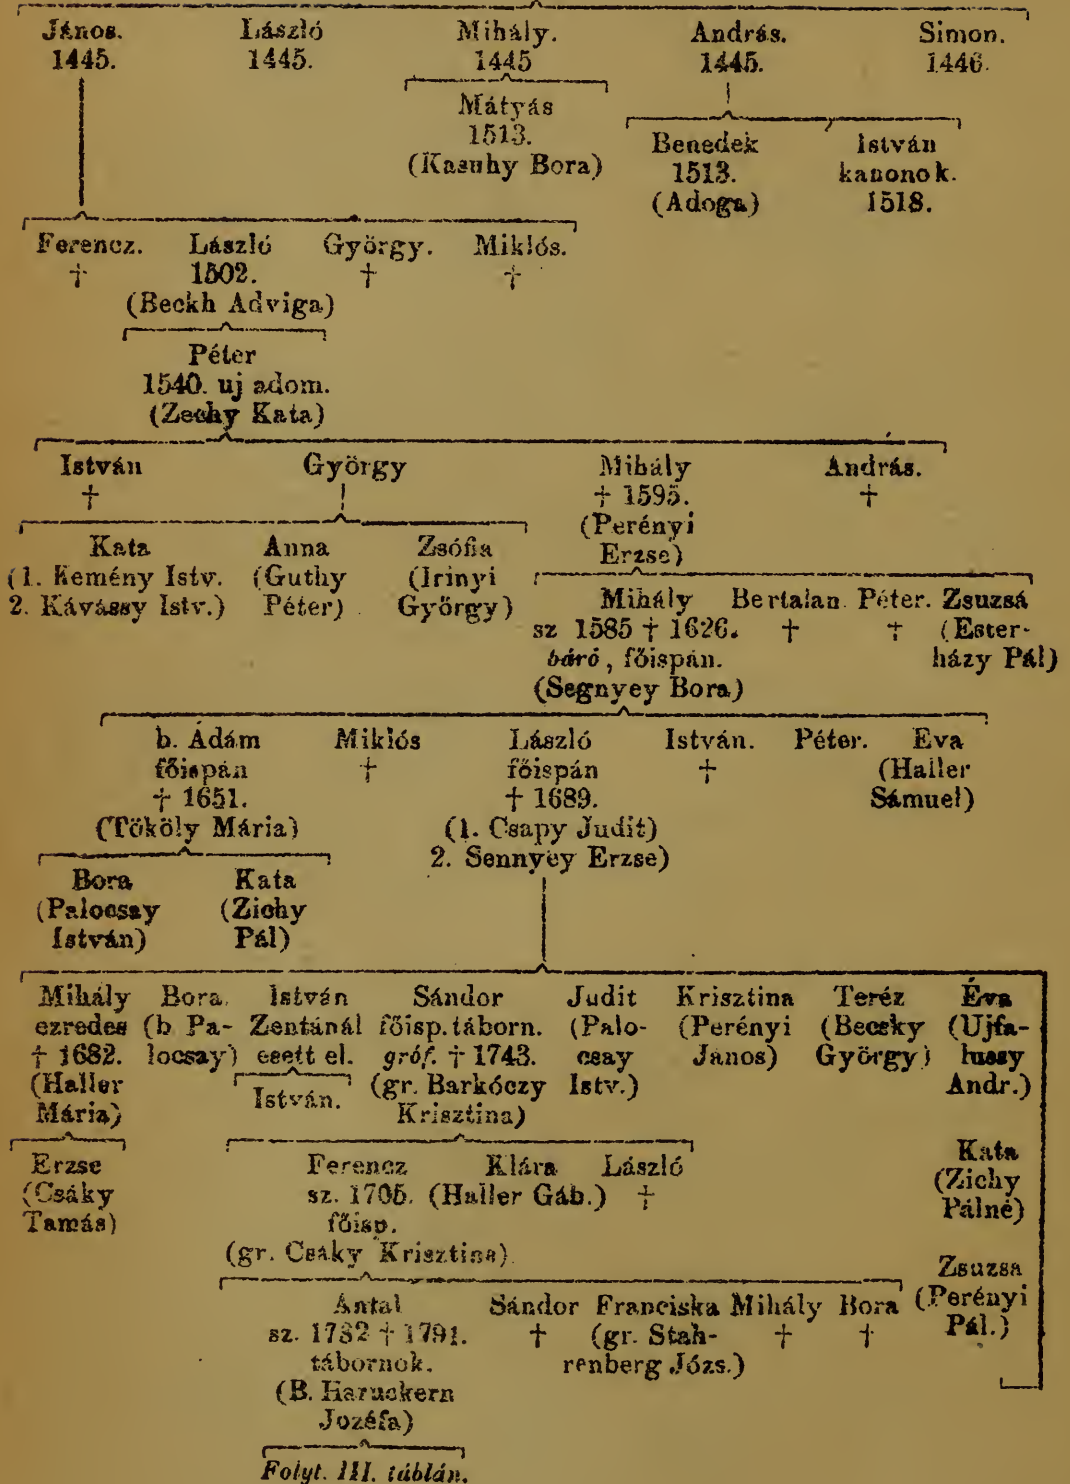 János. László Mihály. András. Simon.
1445. 1445. 1445 1445. 1446.
Mátyás
1513.
(Kasuhy Bora)
Benedek István
1513. kanonok.
(Adoga) 1518.
Ferencz. László György. Miklós.
† 1502. † †
(Beckh Adviga)
Péter
1540. uj adom.
(Zechy Kata)
István György Mihály András.
† † 1595. †
(Perényi
Erzse)
Kata Anna Zsófia
(1. Kemény Istv. (Guthy (Irinyi
2. Kávássy Istv.) Péter) György)
Mihály Bertalan. Péter. Zsuzsá
sz 1585 † 1626. † † (Ester-
báró, főispán. házy Pál)
(Segnyey Bora)
b. Ádám Miklós László István. Péter. Eva
főispán † főispán † (Haller
† 1651. † 1689. Sámuel)
(Tököly Mária) (1. Csapy Judit)
2. Sennyey Erzse)
Bora Kata
(Palocsay (Zichy
István) Pál)
Mihály Bora. István Sándor Judit Krisztina Teréz Éva
ezredes (b. Pa- Zentánál főisp. táborn. (Palo- (Perényi (Becsky (Ujfa-
† 1682. locsay) esett el. gróf. † 1743. csay János) György) lussy
(Haller István. (gr. Barkóczy Istv.) Andr.)
Mária) Krisztina)
Erzse Ferencz Klára László Kata
(Csáky sz. 1705. (Haller Gáb.) † (Zichy
Tamás) főisp. Pálné)
(gr. Csáky Krisztina)
Zsuzsa
(Perényi
Pál.)
Antal Sándor Franciska Mihály Bora
sz. 1732 † 1791. † (gr. Stah- † †
tábornok. renberg Józs.)
(B. Haruckern
Jozéfa)
Folyt. III. táblán.